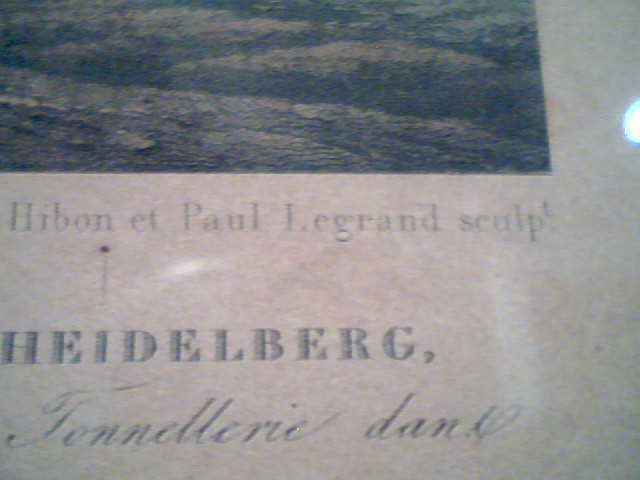 Hibon et Paul Legrand sculpt.
HEIDELBERG,
Tonnellerie dans